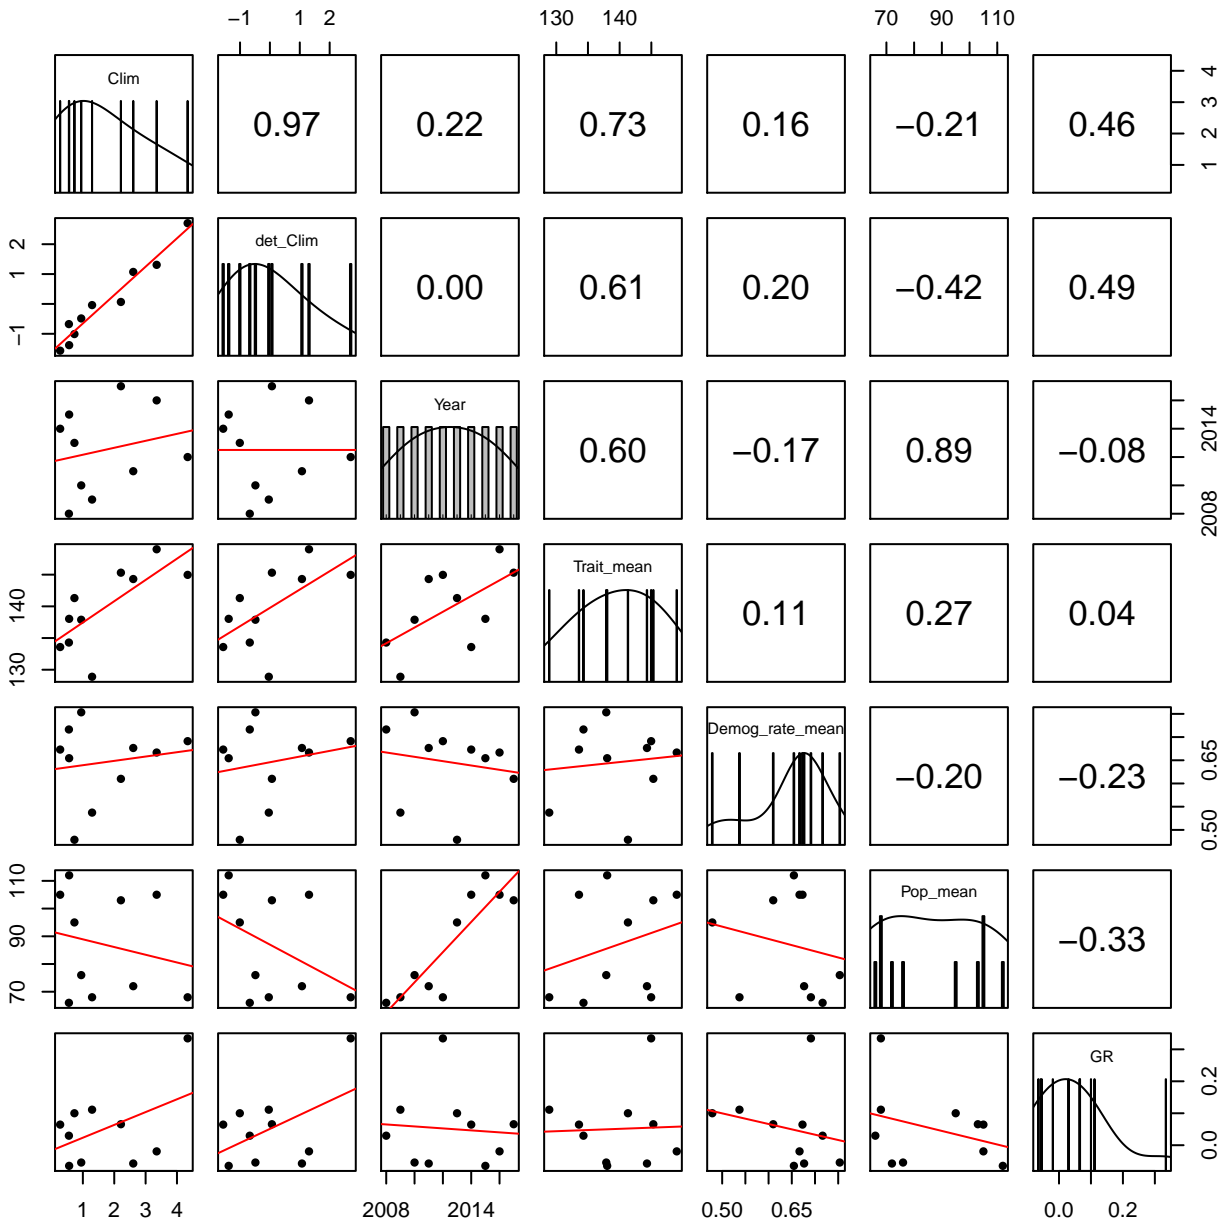 −1 1 2 130 140 70 90 110
Clim 0.97 0.22 0.73 0.16 −0.21 0.46 1 2 3 4
−1 1 2 det_Clim 0.00 0.61 0.20 −0.42 0.49
Year 0.60 −0.17 0.89 −0.08 2008 2014
130 140 Trait_mean 0.11 0.27 0.04
Demog_rate_mean −0.20 −0.23 0.50 0.65
70 90 110 Pop_mean −0.33
GR 0.0 0.2
1 2 3 4 2008 2014 0.50 0.65 0.0 0.2